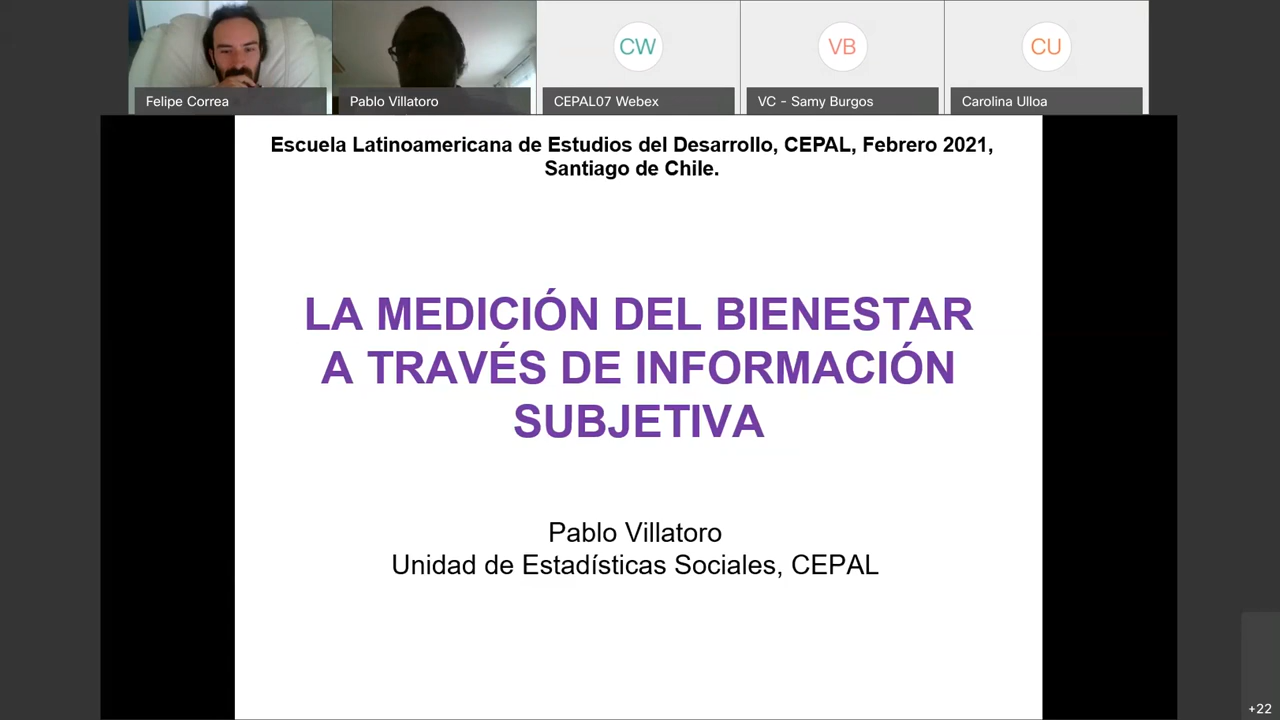 CW
VB
CU
Felipe Correa
Pablo Villatoro
CEPAL07 Webex
VC - Samy Burgos
Carolina Ulloa
Escuela Latinoamericana de Estudios del Desarrollo, CEPAL, Febrero 2021,
Santiago de Chile.
LA MEDICIÓN DEL BIENESTAR
A TRAVÉS DE INFORMACIÓN
SUBJETIVA
Pablo Villatoro
Unidad de Estadísticas Sociales, CEPAL
+22